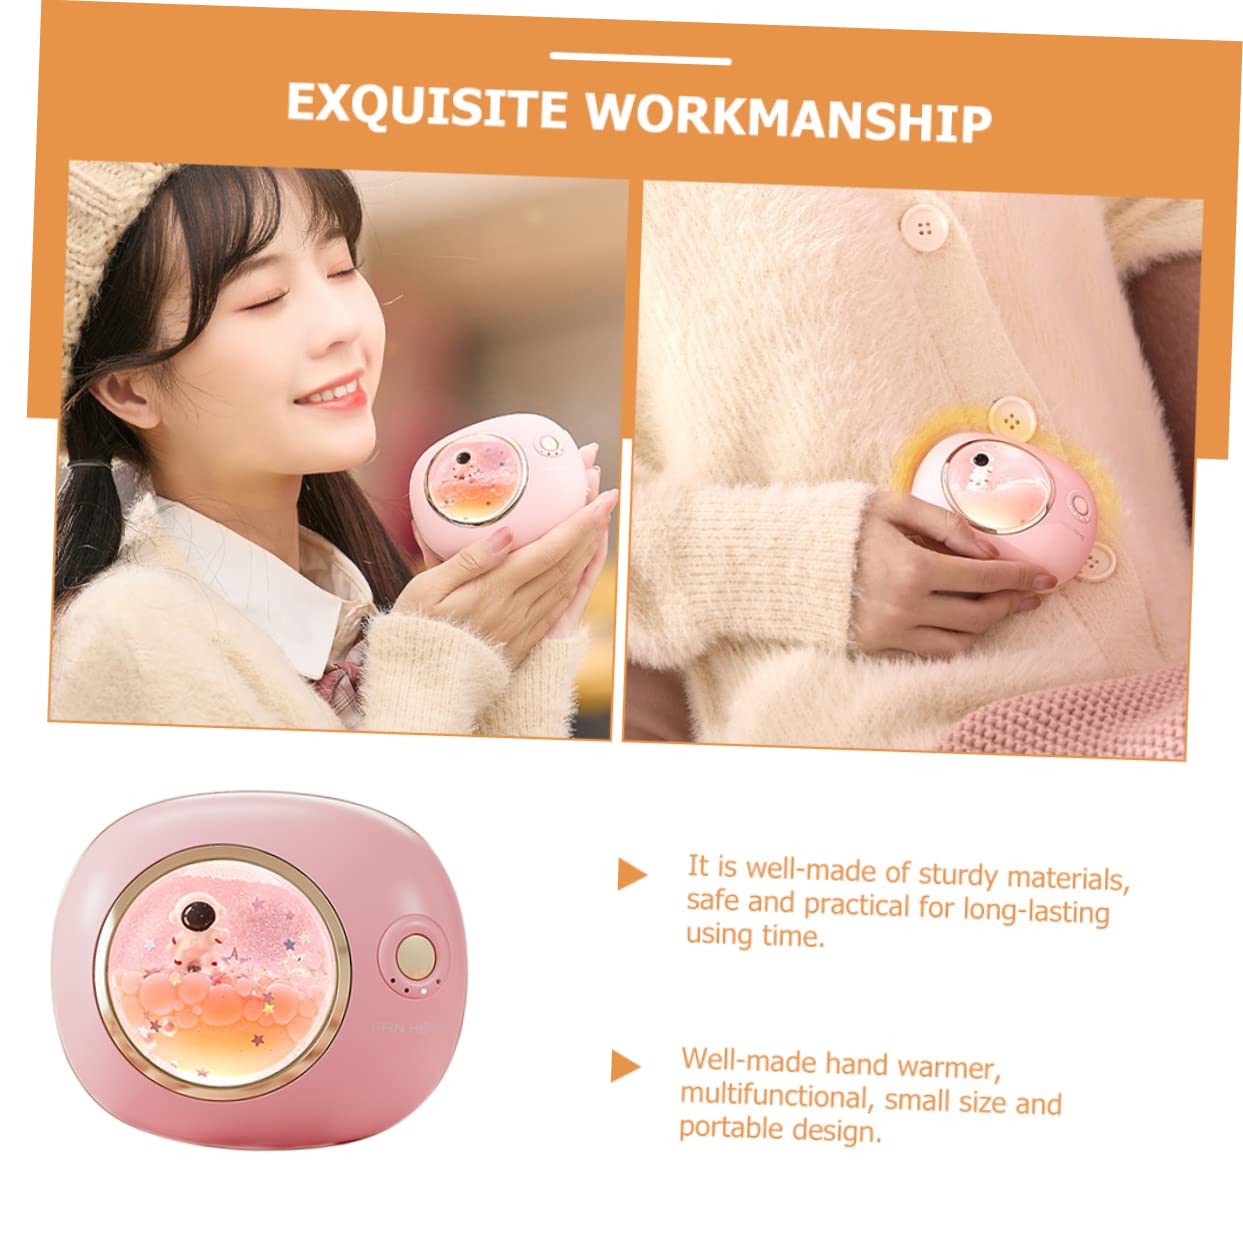 EXQUISITE WORKMANSHIP
It is well-made of sturdy materials,
safe and practical for long-lasting
using time.
Well-made hand warmer,
multifunctional, small size and
portable design.